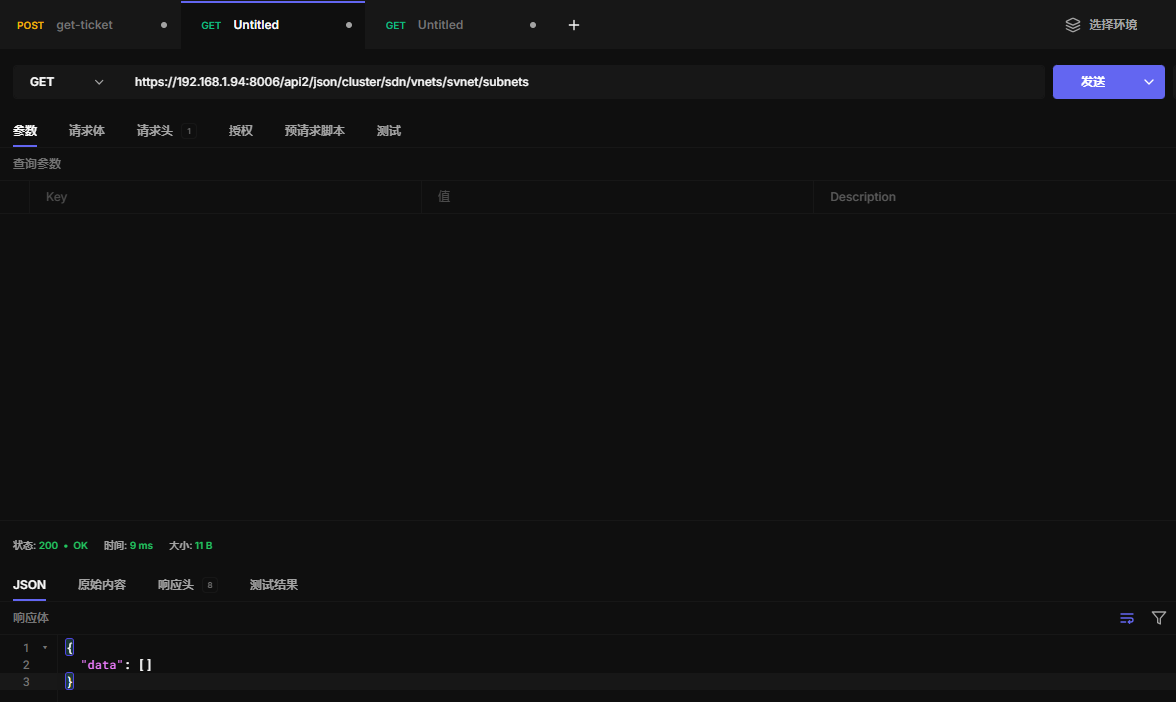 POST get-ticket GET Untitled GET Untitled + 选择环境
GET https://192.168.1.94:8006/api2/json/cluster/sdn/vnets/svnet/subnets 发送
参数 请求体 请求头 1 授权 预请求脚本 测试
查询参数
Key 值 Description
状态: 200 • OK 时间: 9 ms 大小: 11 B
JSON 原始内容 响应头 8 测试结果
响应体
1 {
2 "data": []
3 }